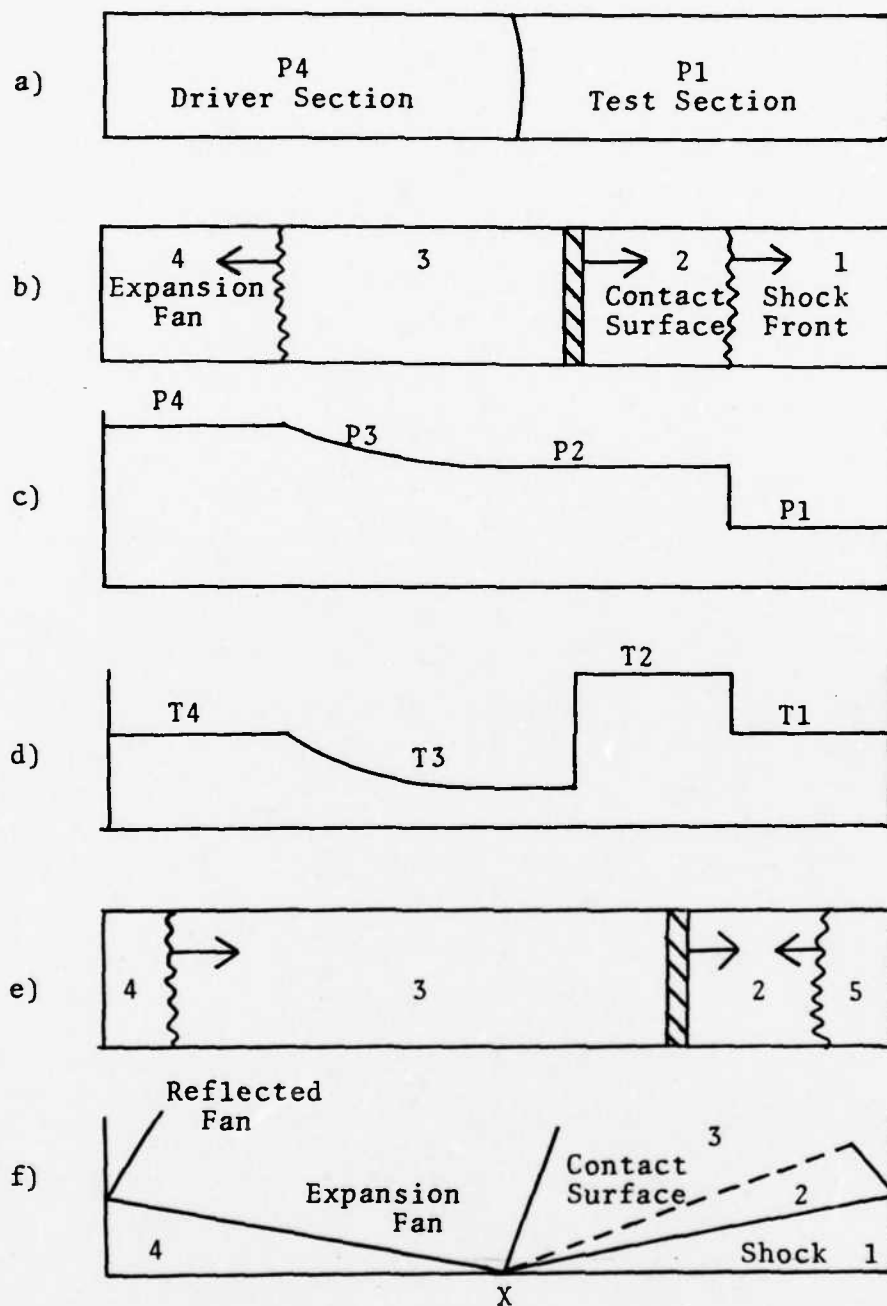 a)
P4
Driver Section
P1
Test Section
b)
4
Expansion
Fan
3
2
Contact
Surface
1
Shock
Front
c)
P4
P3
P2
P1
d)
T4
T3
T2
T1
e)
4
3
2
5
f)
Reflected
Fan
Expansion
Fan
4
3
Contact
Surface
2
Shock 1
X